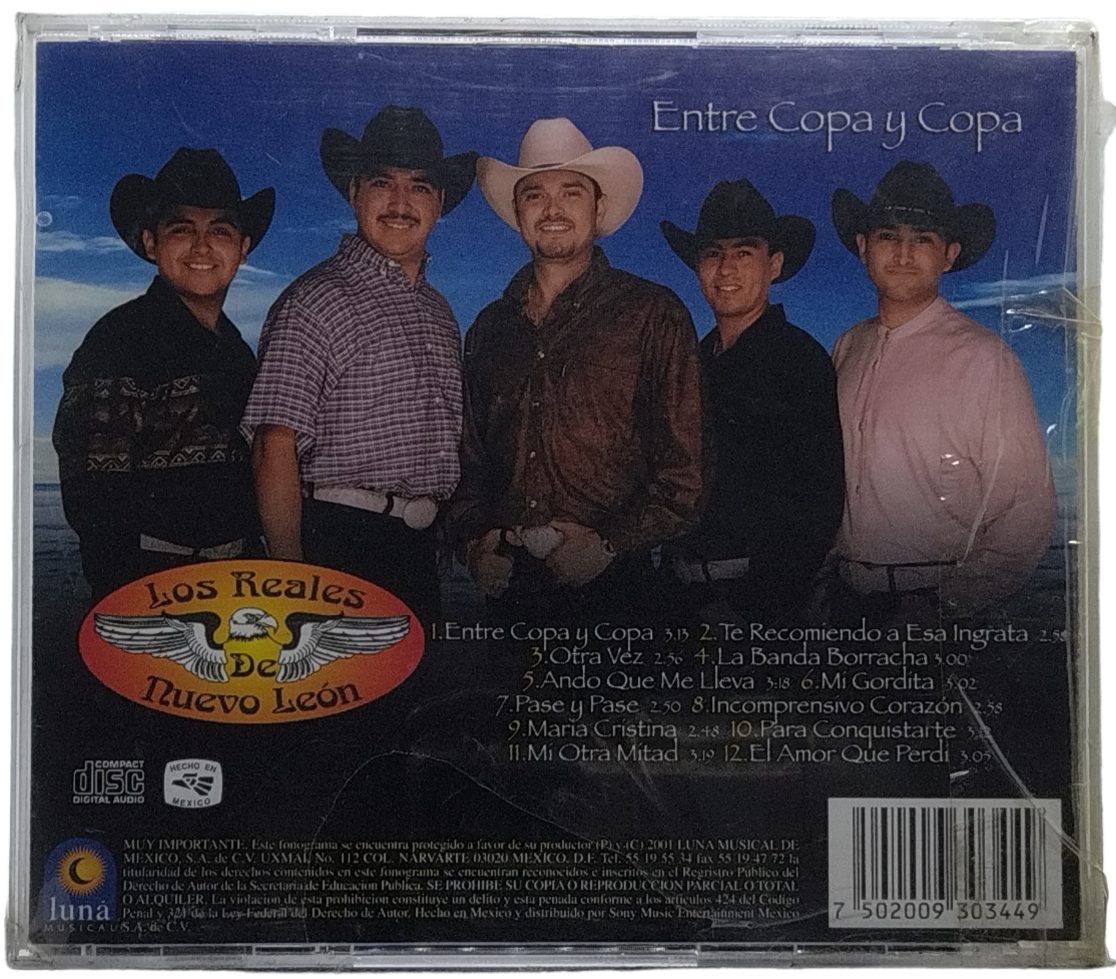 Entre Copa y Copa
Los Reales
De
Nuevo León
1.Entre Copa y Copa 3.13 2.Te Recomiendo a Esa Ingrata 2.58
3.Otra Vez 2.56 4.La Banda Borracha 3.00
5.Ando Que Me Lleva 3:18 6.Mi Gordita 3.02
7.Pase y Pase 2.50 8.Incomprensivo Corazón 2.58
9.Maria Cristina 2.48 10.Para Conquistarte
11.Mi Otra Mitad 3.19 12.El Amor Que Perdi 3.05
COMPACT
disc
DIGITAL AUDIO
HECHO EN
MEXICO
MUY IMPORTANTE. Este fonograma se encuentra protegido a favor de su productor (P) y (C) 2001 LUNA MUSICAL DE
MEXICO, S.A. de C.V. UXMAL No. 112 COL. NARVARTE 03020 MEXICO, D.F. Tel. 55 19 55 34 fax 55 19 47 72 la
titularidad de los derechos contenidos en este fonograma se encuentran reconocidos e inscritos en el Registro Público del
Derecho de Autor de la Secretaria de Educacion Publica. SE PROHIBE SU COPIA O REPRODUCCION PARCIAL O TOTAL
O ALQUILER. La violacion de esta prohibicion constituye un delito y esta penada conforme a los articulos 424 del Codigo
Penal y 321 de la Ley Federal del Derecho de Autor. Hecho en Mexico y distribuido por Sony Music Entertainment Mexico
S.A. de C.V.
luna
MUSICAL
7 502009 303449